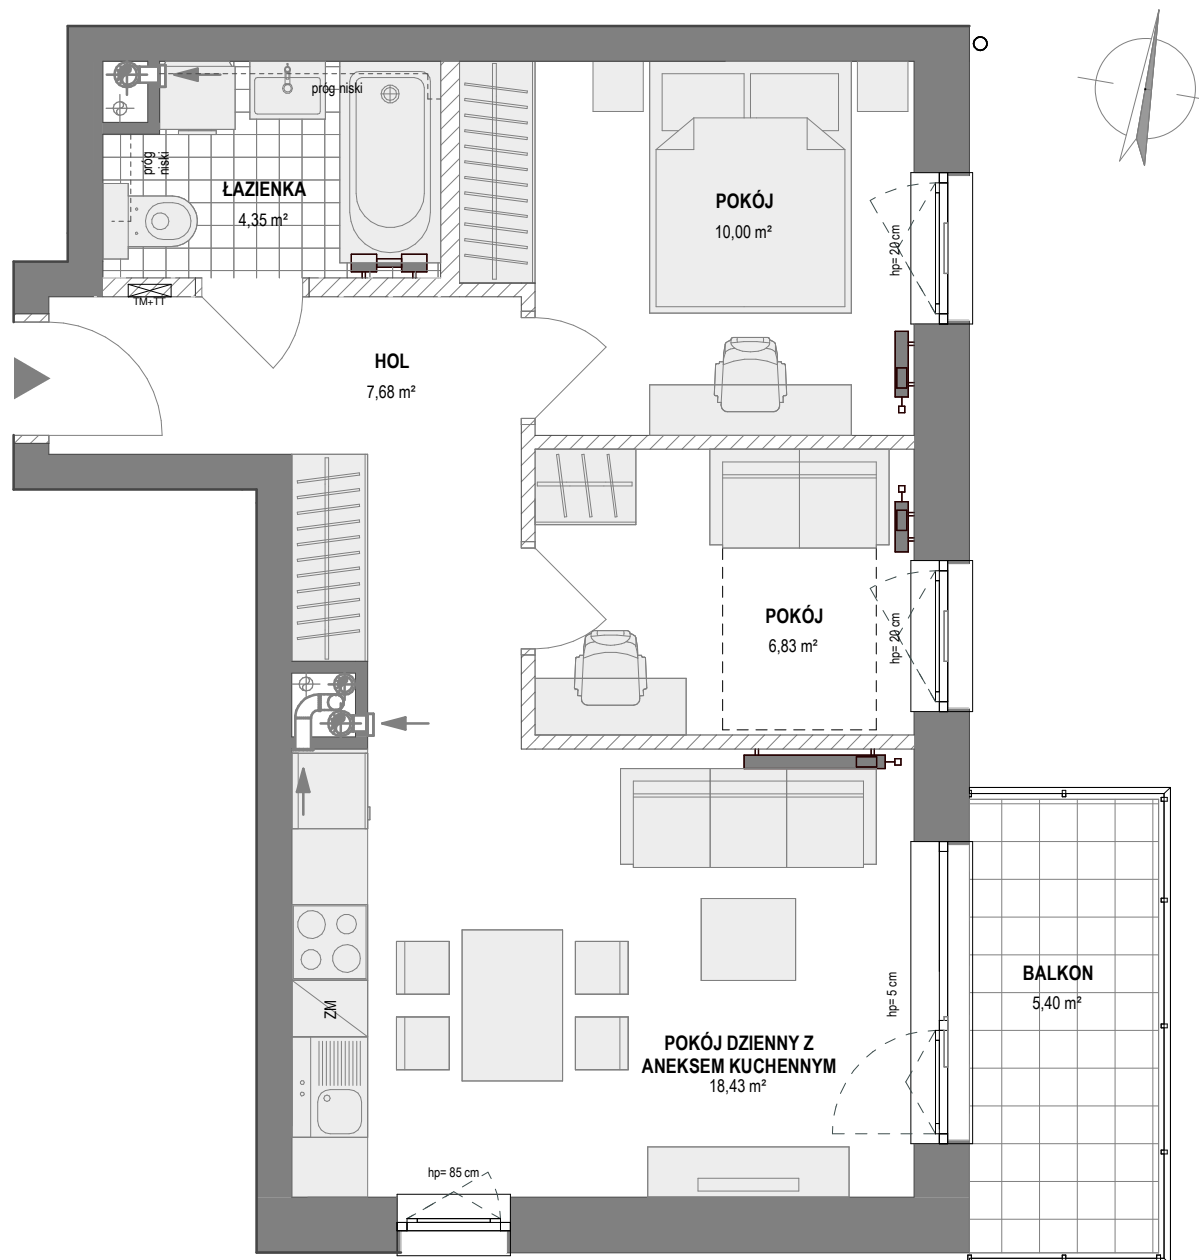 próg niski
próg
niski
ŁAZIENKA
4,35 m²
POKÓJ
10,00 m²
hp= 20 cm
TM+TT
HOL
7,68 m²
POKÓJ
6,83 m²
hp= 20 cm
ZM
hp= 5 cm
BALKON
5,40 m²
POKÓJ DZIENNY Z
ANEKSEM KUCHENNYM
18,43 m²
hp= 85 cm